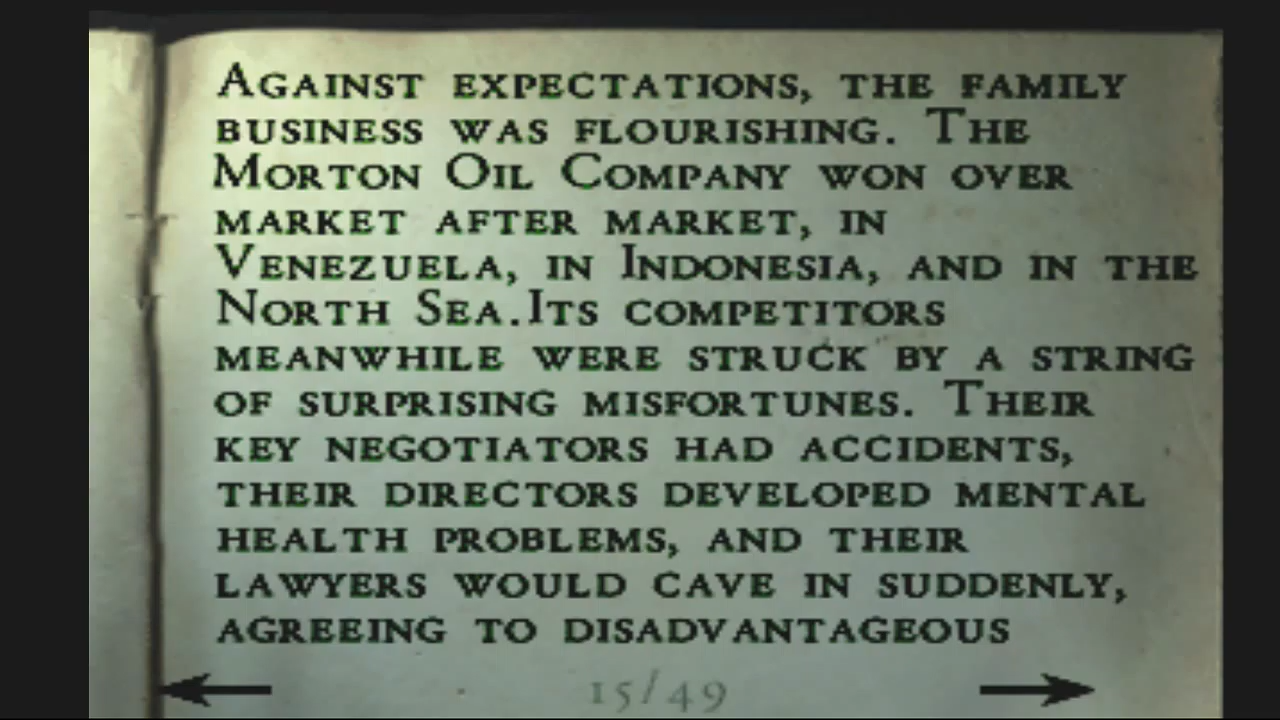 Against expectations, the family
business was flourishing. The
Morton Oil Company won over
market after market, in
Venezuela, in Indonesia, and in the
North Sea.Its competitors
meanwhile were struck by a string
of surprising misfortunes. Their
key negotiators had accidents,
their directors developed mental
health problems, and their
lawyers would cave in suddenly,
agreeing to disadvantageous
15/49